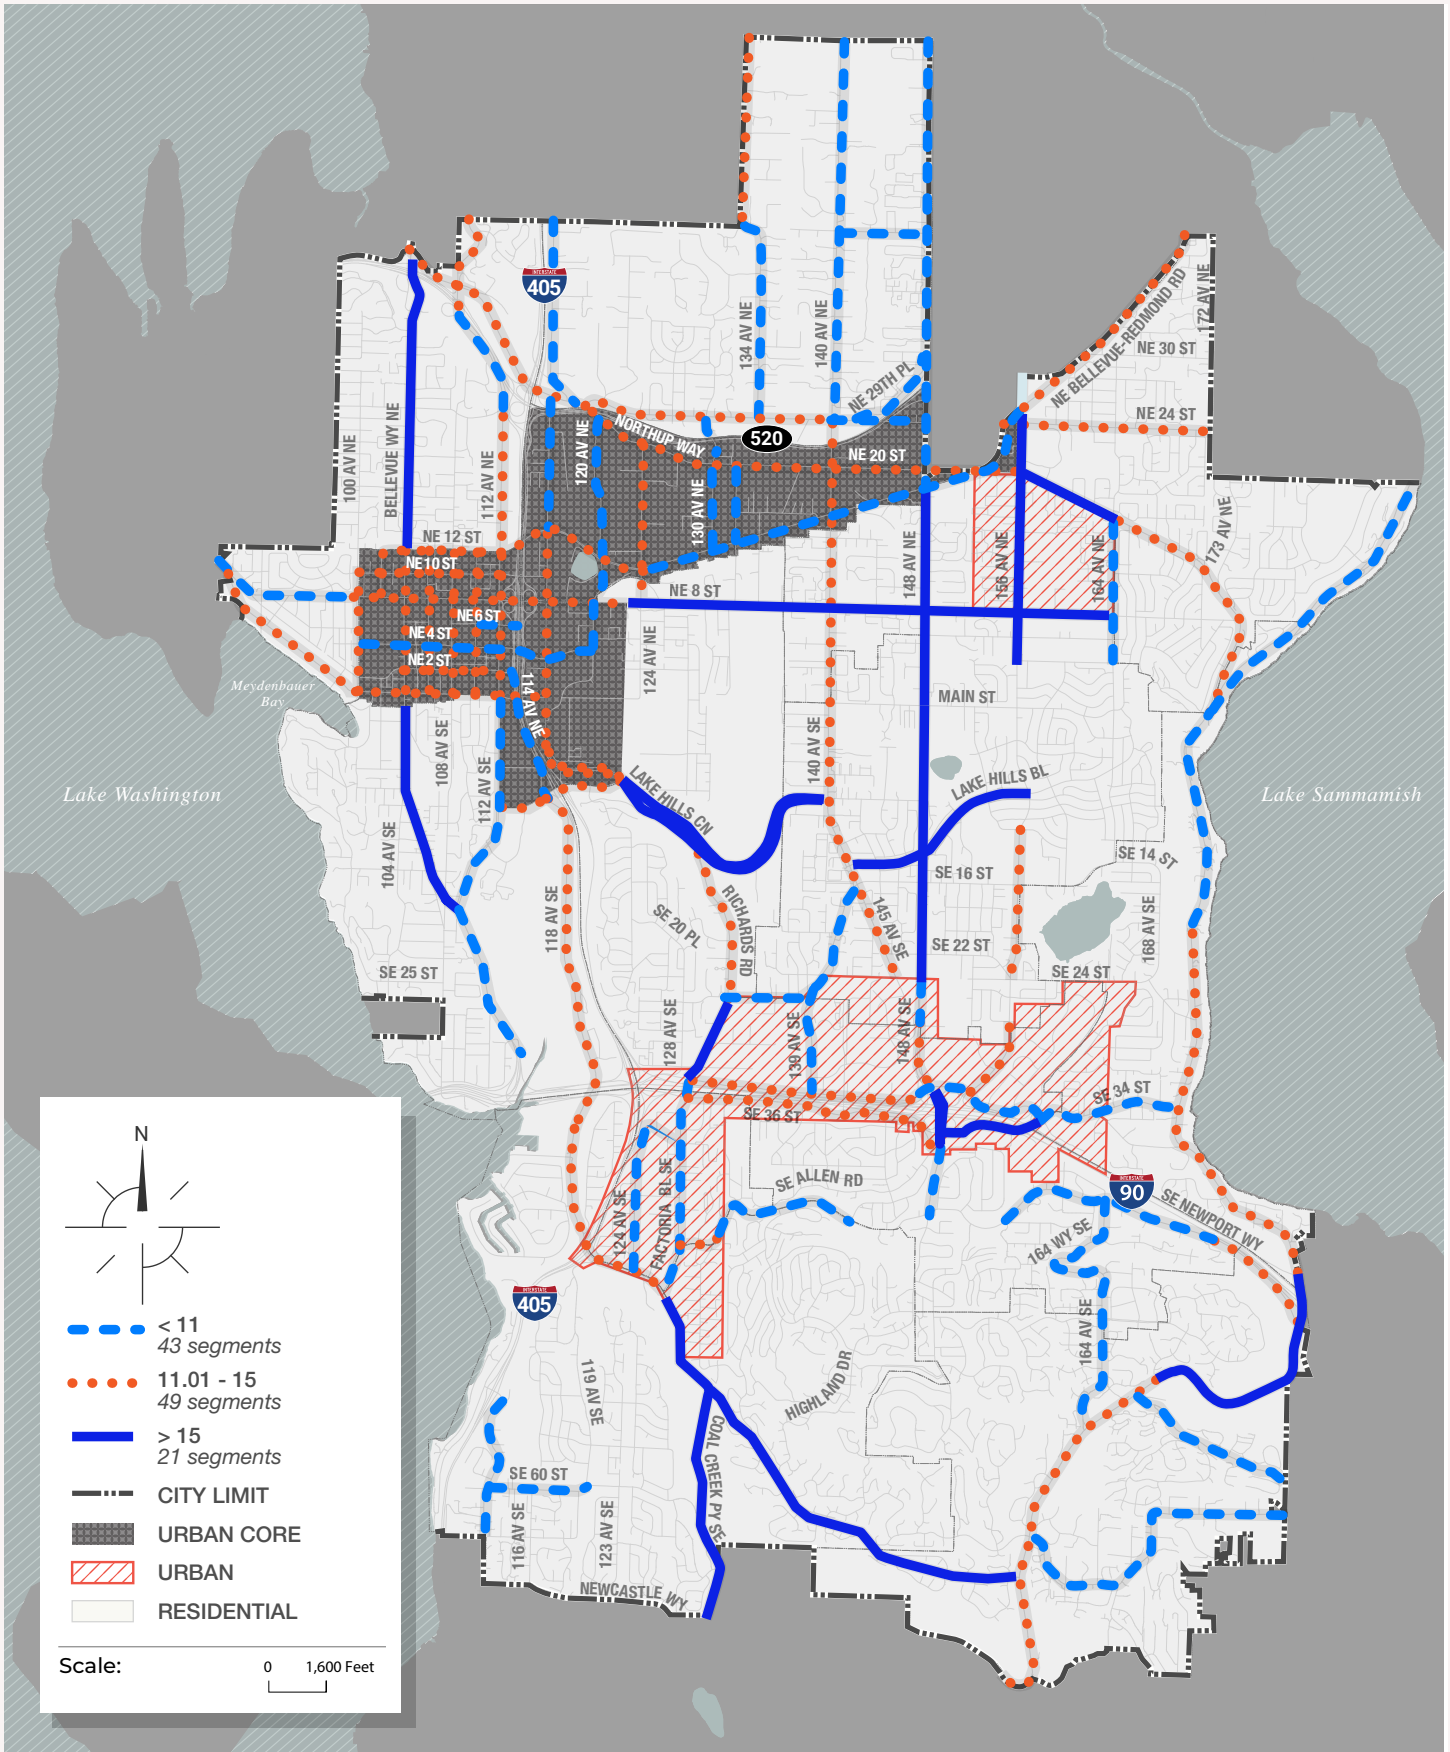 INTERSTATE
405
172 AV NE
NE BELLEVUE-REDMOND RD
134 AV NE
140 AV NE
NE 30 ST
NE 29TH PL
NE 24 ST
BELLEVUE WY NE
100 AV NE
112 AV NE
120 AV NE
NORTHUP WAY
520
NE 20 ST
130 AV NE
173 AV NE
NE 12 ST
148 AV NE
156 AV NE
164 AV NE
NE 10 ST
NE 8 ST
NE 6 ST
NE 4 ST
NE 2 ST
124 AV NE
114 AV NE
Meydenbauer
Bay
MAIN ST
108 AV SE
112 AV SE
140 AV SE
LAKE HILLS CN
LAKE HILLS BL
Lake Washington
Lake Sammamish
104 AV SE
SE 14 ST
SE 16 ST
118 AV SE
SE 20 PL
RICHARDS RD
145 AV SE
168 AV SE
SE 22 ST
SE 25 ST
SE 24 ST
128 AV SE
139 AV SE
148 AV SE
SE 34 ST
SE 36 ST
SE ALLEN RD
INTERSTATE
90
SE NEWPORT WY
124 AV SE
FACTORIA BL SE
164 WY SE
INTERSTATE
405
164 AV SE
119 AV SE
HIGHLAND DR
COAL CREEK PY SE
SE 60 ST
116 AV SE
123 AV SE
NEWCASTLE WY
N
< 11
43 segments
11.01 - 15
49 segments
> 15
21 segments
CITY LIMIT
URBAN CORE
URBAN
RESIDENTIAL
Scale:
0 1,600 Feet